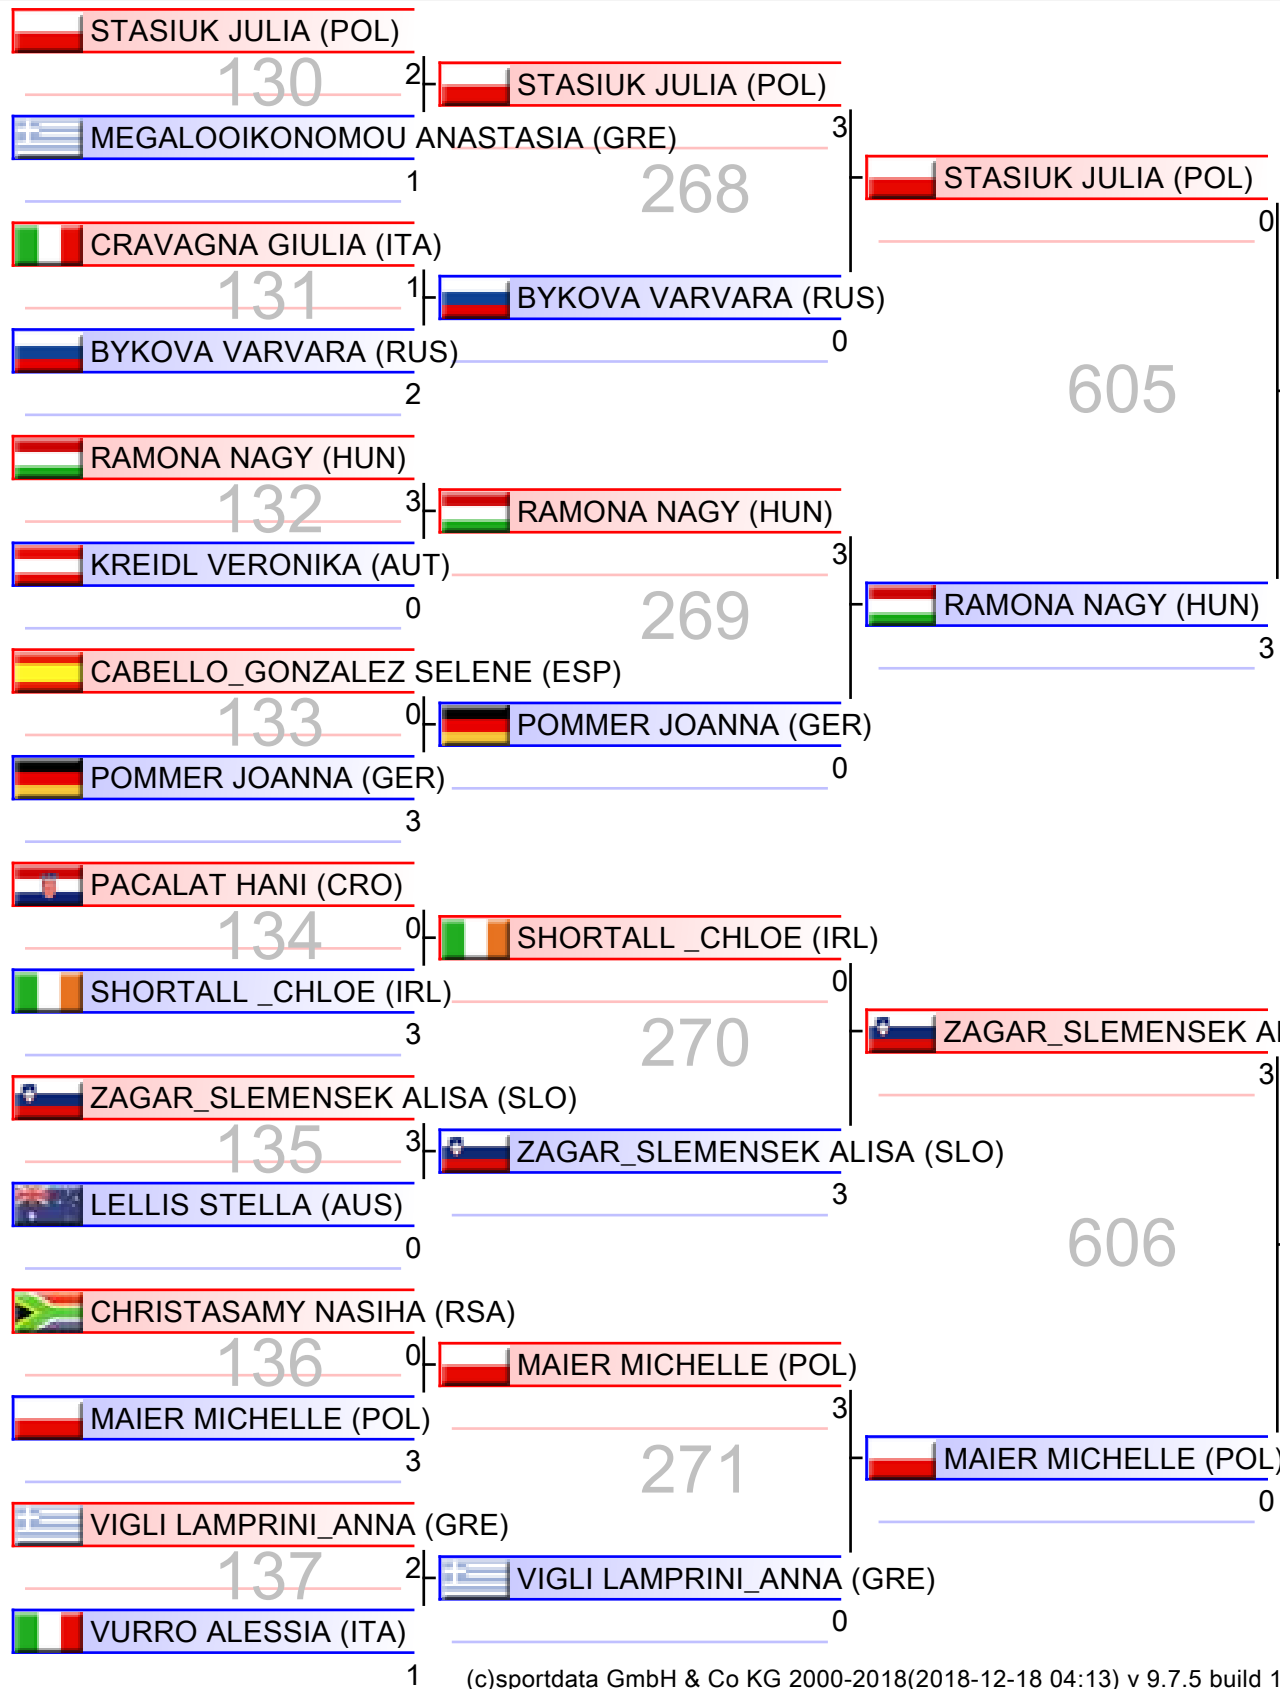 STASIUK JULIA (POL)
130
2
MEGALOOIKONOMOU ANASTASIA (GRE)
1
CRAVAGNA GIULIA (ITA)
131
1
BYKOVA VARVARA (RUS)
2
RAMONA NAGY (HUN)
132
3
KREIDL VERONIKA (AUT)
0
CABELLO_GONZALEZ SELENE (ESP)
133
0
POMMER JOANNA (GER)
3
PACALAT HANI (CRO)
134
0
SHORTALL _CHLOE (IRL)
3
ZAGAR_SLEMENSEK ALISA (SLO)
135
3
LELLIS STELLA (AUS)
0
CHRISTASAMY NASIHA (RSA)
136
0
MAIER MICHELLE (POL)
3
VIGLI LAMPRINI_ANNA (GRE)
137
2
VURRO ALESSIA (ITA)
1
STASIUK JULIA (POL)
3
268
BYKOVA VARVARA (RUS)
0
RAMONA NAGY (HUN)
3
269
POMMER JOANNA (GER)
0
SHORTALL _CHLOE (IRL)
0
270
ZAGAR_SLEMENSEK ALISA (SLO)
3
MAIER MICHELLE (POL)
3
271
VIGLI LAMPRINI_ANNA (GRE)
0
STASIUK JULIA (POL)
0
605
RAMONA NAGY (HUN)
3
ZAGAR_SLEMENSEK
3
606
MAIER MICHELLE (POL)
0
(c)sportdata GmbH & Co KG 2000-2018(2018-12-18 04:13) v 9.7.5 build 1